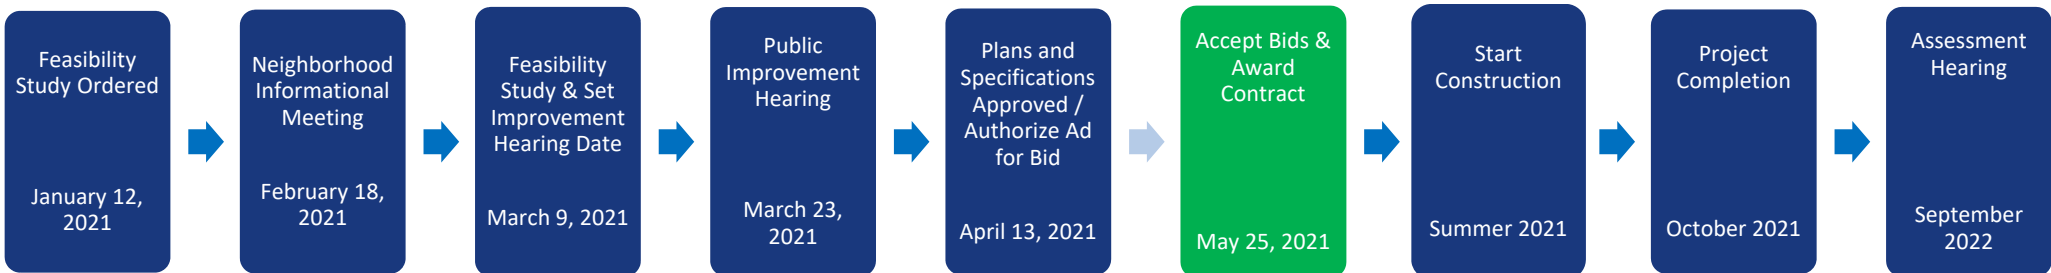 Feasibility
Study Ordered
January 12,
2021
Neighborhood
Informational
Meeting
February 18,
2021
Feasibility
Study & Set
Improvement
Hearing Date
March 9, 2021
Public
Improvement
Hearing
March 23,
2021
Plans and
Specifications
Approved /
Authorize Ad
for Bid
April 13, 2021
Accept Bids &
Award
Contract
May 25, 2021
Start
Construction
Summer 2021
Project
Completion
October 2021
Assessment
Hearing
September
2022